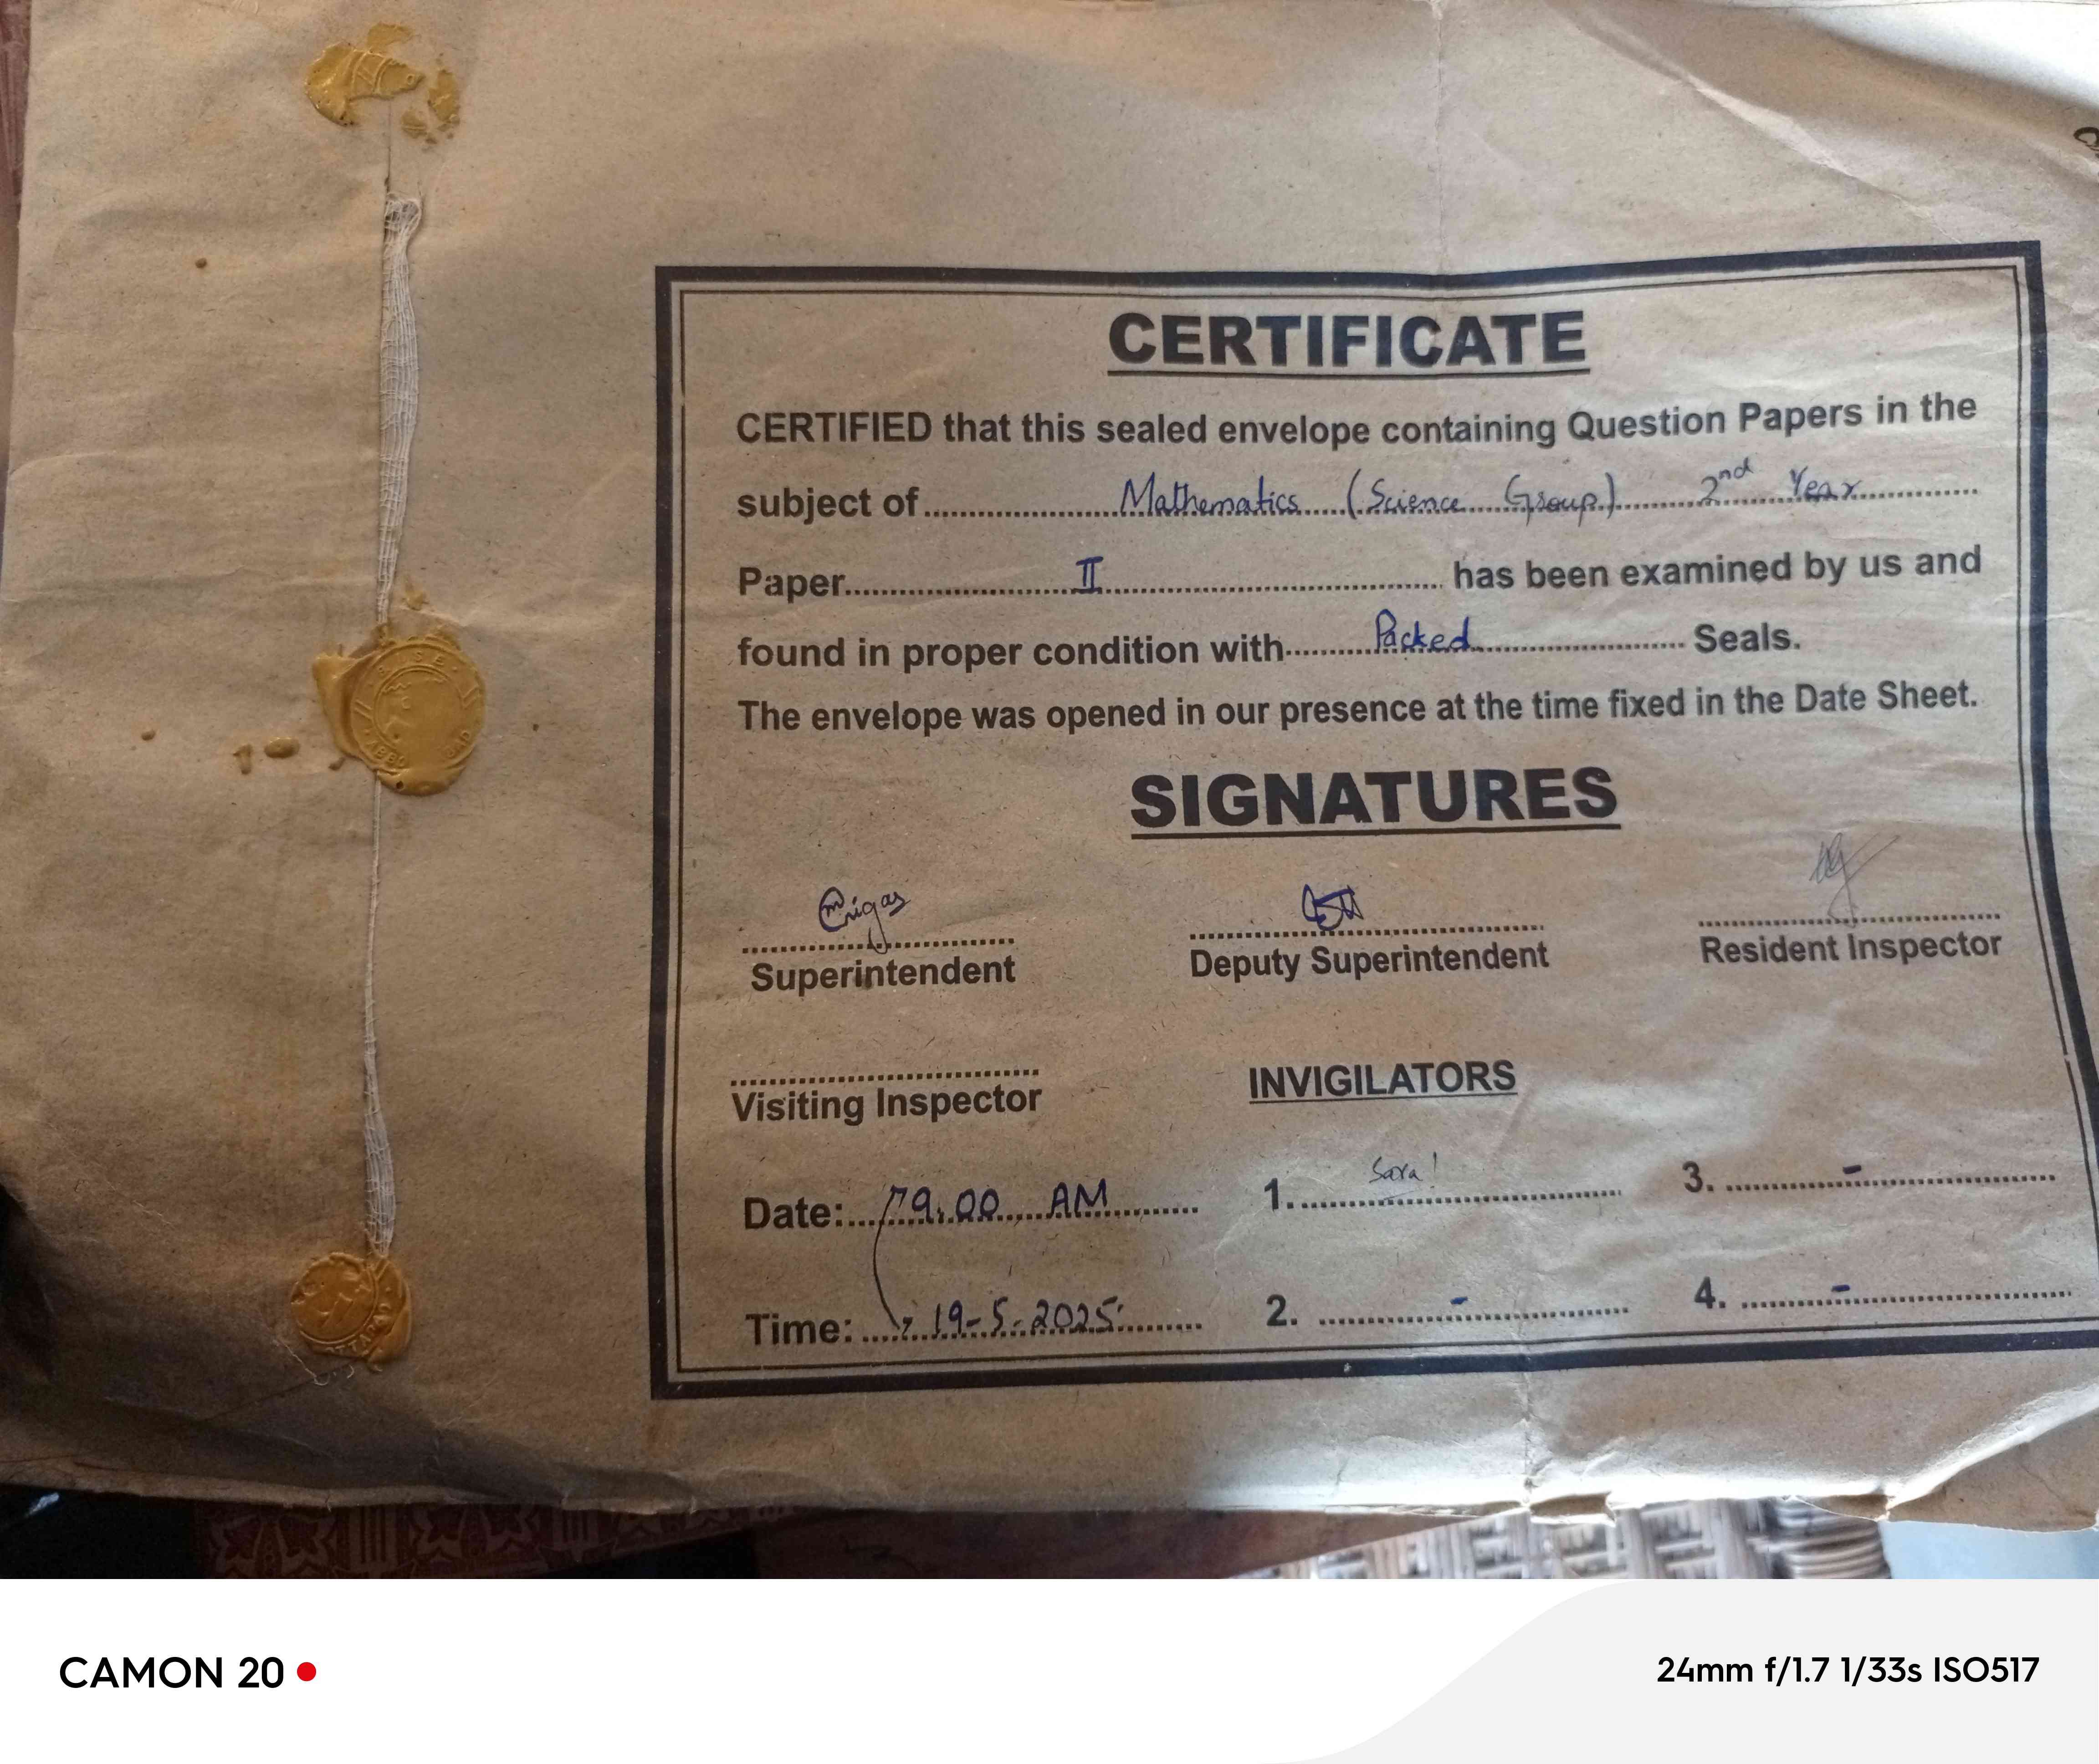 CERTIFICATE
CERTIFIED that this sealed envelope containing Question Papers in the
subject of Mathematics (Science Group) 2nd Year
Paper II has been examined by us and
found in proper condition with Packed Seals.
The envelope was opened in our presence at the time fixed in the Date Sheet.
SIGNATURES
Superintendent Deputy Superintendent Resident Inspector
Visiting Inspector INVIGILATORS
Date: 9:00 AM 1. Sara! 3. -
Time: 19-5-2025 2. - 4. -
CAMON 20 24mm f/1.7 1/33s ISO517